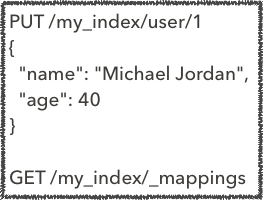 PUT /my_index/user/1
{
  "name": "Michael Jordan",
  "age": 40
}
GET /my_index/_mappings